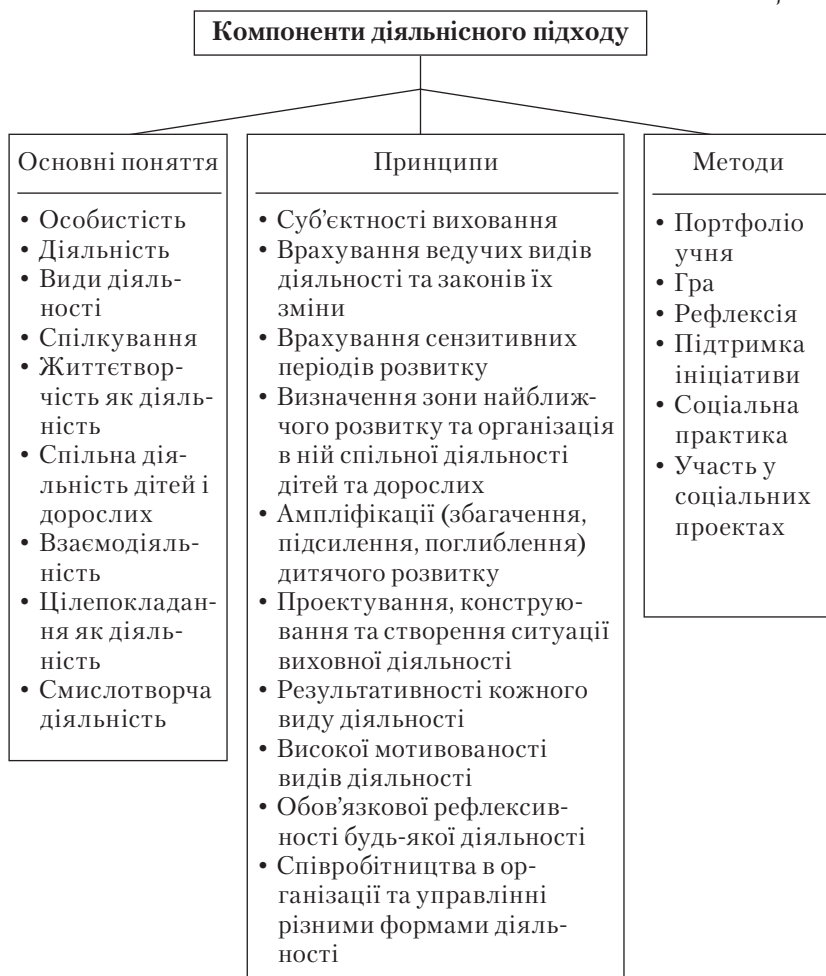 Компоненти діяльнісного підходу
Основні поняття
• Особистість
• Діяльність
• Види діяль-
ності
• Спілкування
• Життєтвор-
чість як діяль-
ність
• Спільна дія-
льність дітей і
дорослих
• Взаємодіяль-
ність
• Цілепокладан-
ня як діяль-
ність
• Смислотворча
діяльність
Принципи
• Суб’єктності виховання
• Врахування ведучих видів
діяльності та законів їх
зміни
• Врахування сензитивних
періодів розвитку
• Визначення зони найближ-
чого розвитку та організація
в ній спільної діяльності
дітей та дорослих
• Ампліфікації (збагачення,
підсилення, поглиблення)
дитячого розвитку
• Проектування, конструю-
вання та створення ситуації
виховної діяльності
• Результативності кожного
виду діяльності
• Високої мотивованості
видів діяльності
• Обов’язкової рефлексив-
ності будь-якої діяльності
• Співробітництва в ор-
ганізації та управлінні
різними формами діяль-
ності
Методи
• Портфоліо
учня
• Гра
• Рефлексія
• Підтримка
ініціативи
• Соціальна
практика
• Участь у
соціальних
проектах